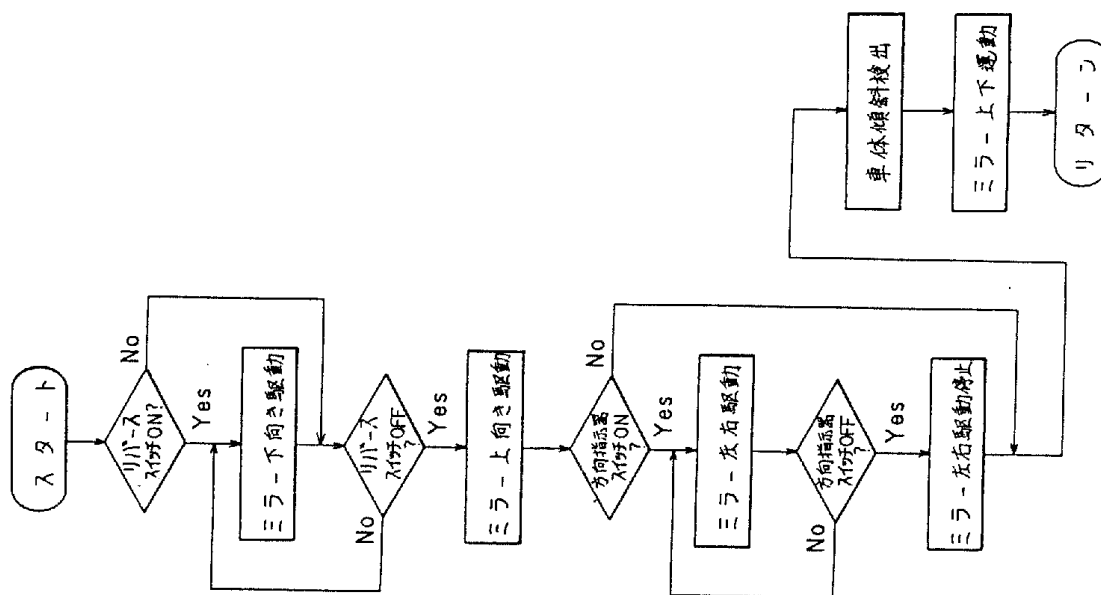 スタート
リバース
スイッチON?
No
Yes
ミラー下向き駆動
リバース
スイッチOFF
?
No
Yes
ミラー上向き駆動
方向指示器
スイッチON
?
No
Yes
ミラー左右駆動
方向指示器
スイッチOFF
?
No
Yes
ミラー左右駆動停止
車体傾斜検出
ミラー上下運動
リターン